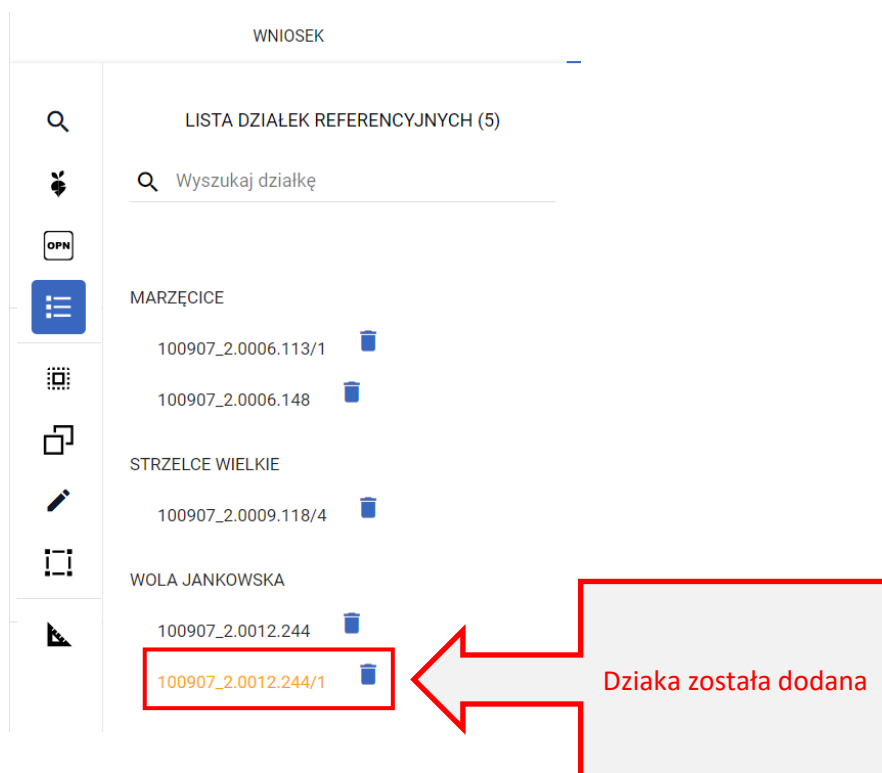 WNIOSEK
LISTA DZIAŁEK REFERENCYJNYCH (5)
Wyszukaj działkę
OPN
MARZĘCICE
100907_2.0006.113/1
100907_2.0006.148
STRZELCE WIELKIE
100907_2.0009.118/4
WOLA JANKOWSKA
100907_2.0012.244
100907_2.0012.244/1
Dziaka została dodana